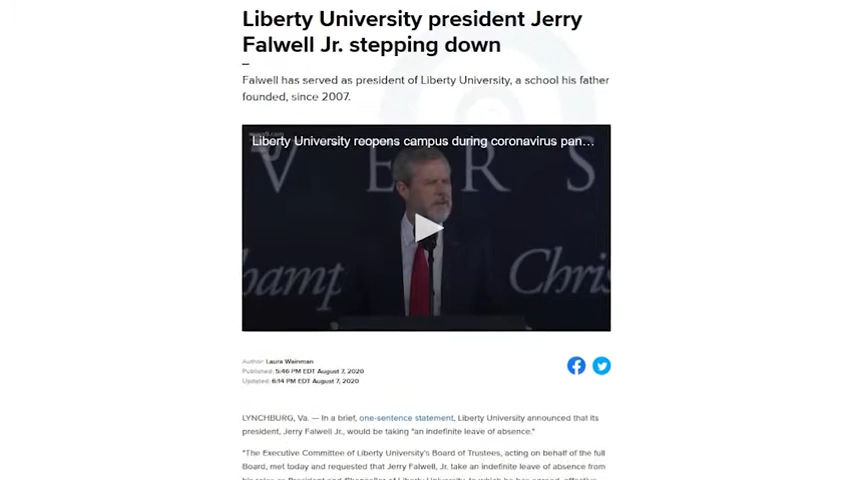 Liberty University president Jerry
Falwell Jr. stepping down
Falwell has served as president of Liberty University, a school his father
founded, since 2007.
Liberty University reopens campus during coronavirus pan...
V E R S
hamp
Chris
Author: Laura Weinman
Published: 5:46 PM EDT August 7, 2020
Updated: 6:14 PM EDT August 7, 2020
LYNCHBURG, Va. — In a brief, one-sentence statement, Liberty University announced that its
president, Jerry Falwell Jr., would be taking "an indefinite leave of absence."
"The Executive Committee of Liberty University's Board of Trustees, acting on behalf of the full
Board, met today and requested that Jerry Falwell, Jr. take an indefinite leave of absence from